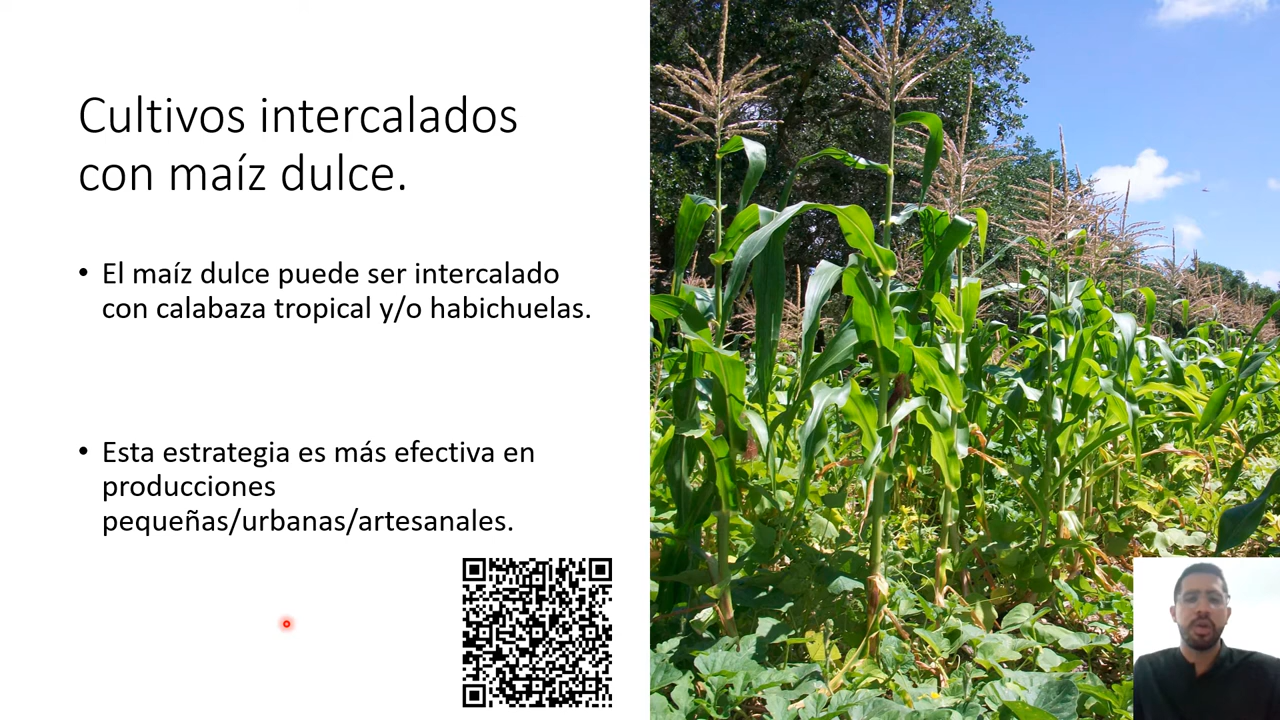 Cultivos intercalados
con maíz dulce.
• El maíz dulce puede ser intercalado
con calabaza tropical y/o habichuelas.
• Esta estrategia es más efectiva en
producciones
pequeñas/urbanas/artesanales.